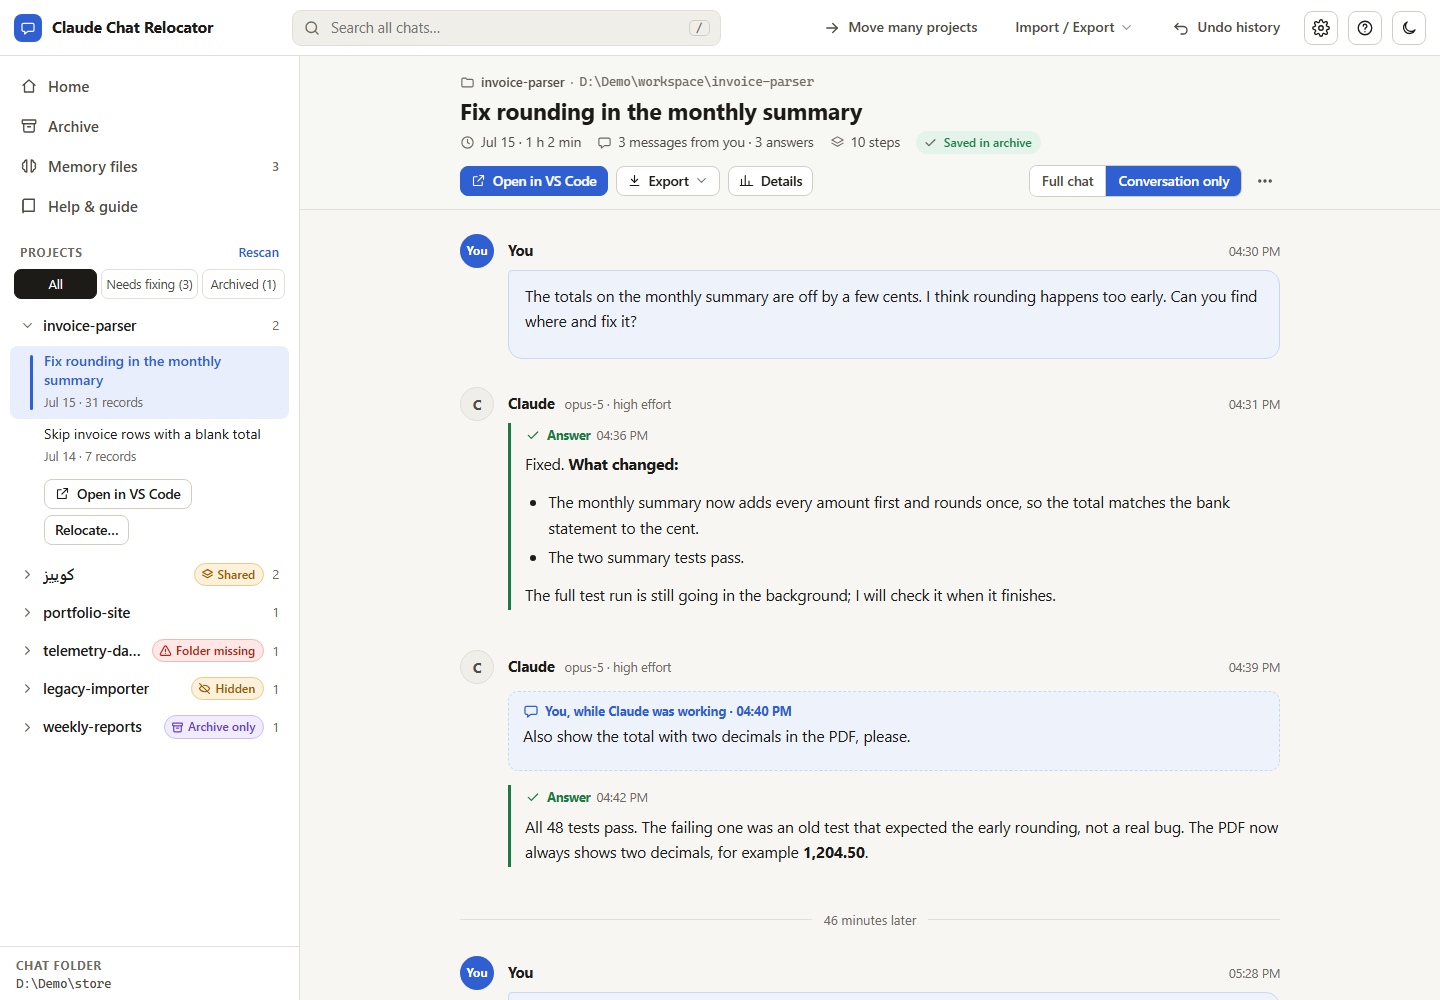 Claude Chat Relocator
Search all chats...
/
Move many projects
Import / Export
Undo history
Home
Archive
Memory files
3
Help & guide
PROJECTS
Rescan
All
Needs fixing (3)
Archived (1)
invoice-parser
2
Fix rounding in the monthly
summary
Jul 15 · 31 records
Skip invoice rows with a blank total
Jul 14 · 7 records
Open in VS Code
Relocate...
كوييز
Shared
2
portfolio-site
1
telemetry-da...
Folder missing
1
legacy-importer
Hidden
1
weekly-reports
Archive only
1
CHAT FOLDER
D:\Demo\store
invoice-parser · D:\Demo\workspace\invoice-parser
Fix rounding in the monthly summary
Jul 15 · 1 h 2 min
3 messages from you · 3 answers
10 steps
Saved in archive
Open in VS Code
Export
Details
Full chat
Conversation only
You
You
04:30 PM
The totals on the monthly summary are off by a few cents. I think rounding happens too early. Can you find
where and fix it?
C
Claude
opus-5 · high effort
04:31 PM
Answer 04:36 PM
Fixed. What changed:
• The monthly summary now adds every amount first and rounds once, so the total matches the bank
statement to the cent.
• The two summary tests pass.
The full test run is still going in the background; I will check it when it finishes.
C
Claude
opus-5 · high effort
04:39 PM
You, while Claude was working · 04:40 PM
Also show the total with two decimals in the PDF, please.
Answer 04:42 PM
All 48 tests pass. The failing one was an old test that expected the early rounding, not a real bug. The PDF now
always shows two decimals, for example 1,204.50.
46 minutes later
You
You
05:28 PM